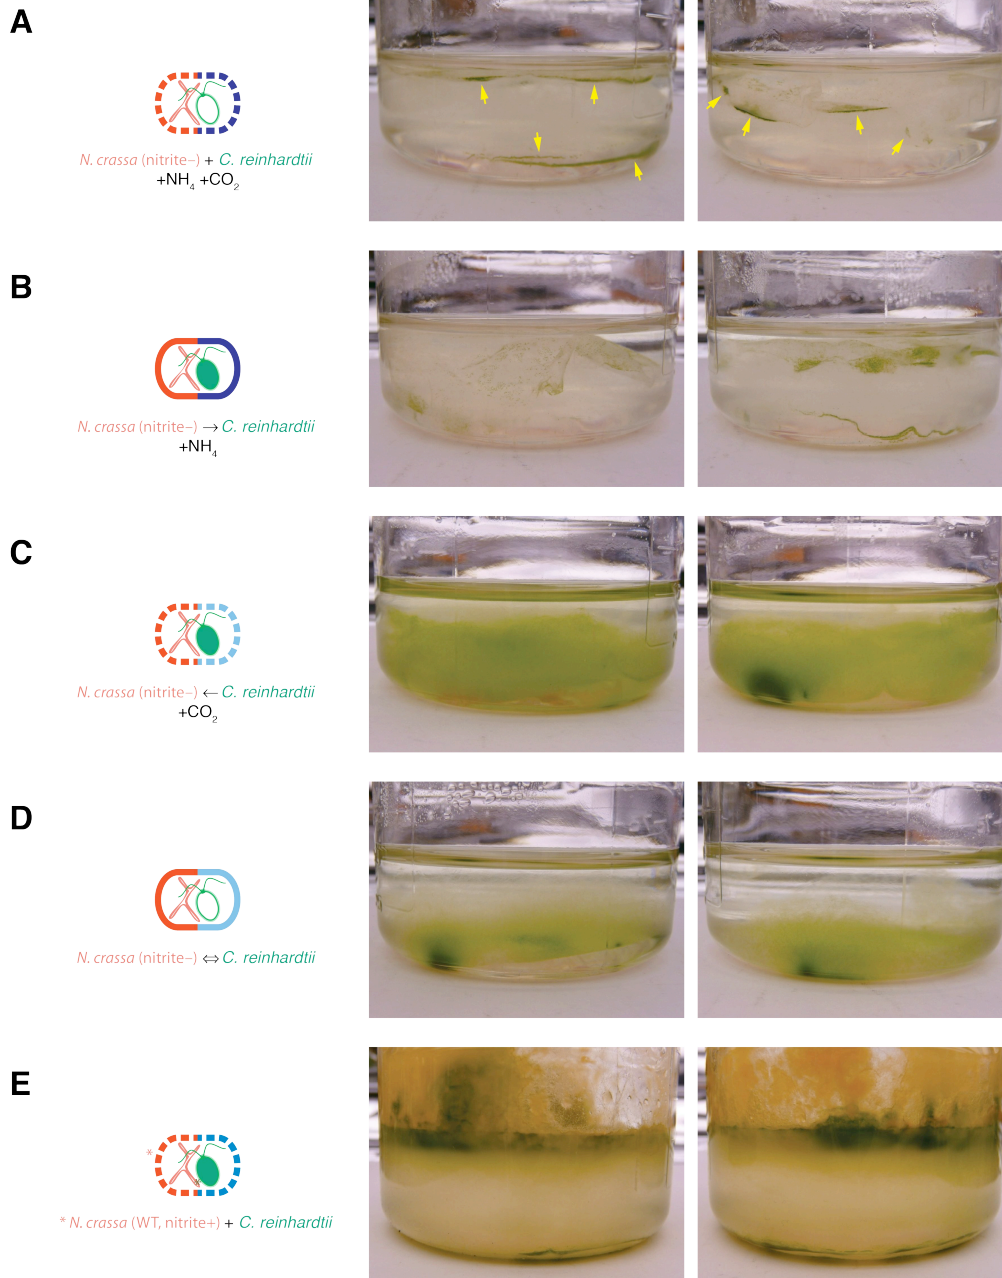 A
N. crassa (nitrite–) + C. reinhardtii
+NH4 +CO2
B
N. crassa (nitrite–) → C. reinhardtii
+NH4
C
N. crassa (nitrite–) ← C. reinhardtii
+CO2
D
N. crassa (nitrite–) ⇔ C. reinhardtii
E
*
* N. crassa (WT, nitrite+) + C. reinhardtii